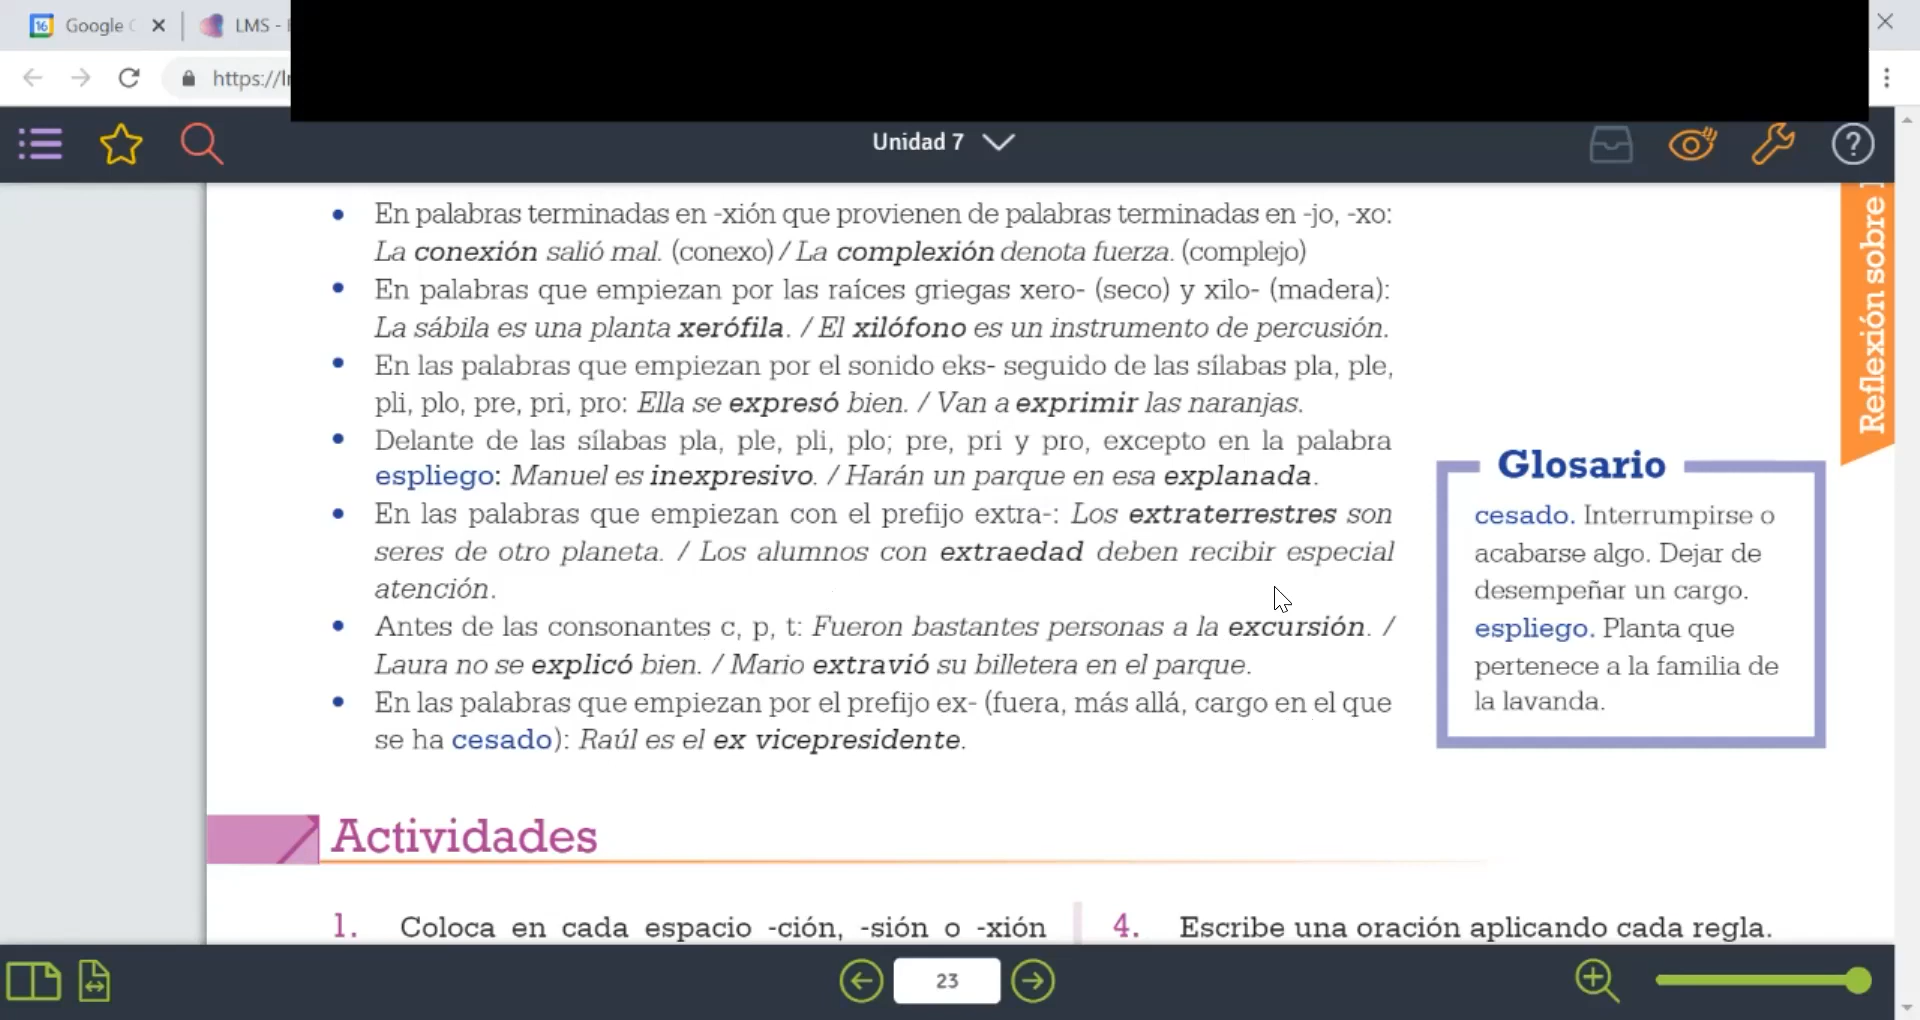 16 Google
LMS -
https://l
Unidad 7
• En palabras terminadas en -xión que provienen de palabras terminadas en -jo, -xo:
La conexión salió mal. (conexo) / La complexión denota fuerza. (complejo)
• En palabras que empiezan por las raíces griegas xero- (seco) y xilo- (madera):
La sábila es una planta xerófila. / El xilófono es un instrumento de percusión.
• En las palabras que empiezan por el sonido eks- seguido de las sílabas pla, ple,
pli, plo, pre, pri, pro: Ella se expresó bien. / Van a exprimir las naranjas.
• Delante de las sílabas pla, ple, pli, plo; pre, pri y pro, excepto en la palabra
espliego: Manuel es inexpresivo. / Harán un parque en esa explanada.
• En las palabras que empiezan con el prefijo extra-: Los extraterrestres son
seres de otro planeta. / Los alumnos con extraedad deben recibir especial
atención.
• Antes de las consonantes c, p, t: Fueron bastantes personas a la excursión. /
Laura no se explicó bien. / Mario extravió su billetera en el parque.
• En las palabras que empiezan por el prefijo ex- (fuera, más allá, cargo en el que
se ha cesado): Raúl es el ex vicepresidente.
Reflexión sobre
Glosario
cesado. Interrumpirse o
acabarse algo. Dejar de
desempeñar un cargo.
espliego. Planta que
pertenece a la familia de
la lavanda.
Actividades
1. Coloca en cada espacio -ción, -sión o -xión
4. Escribe una oración aplicando cada regla.
23